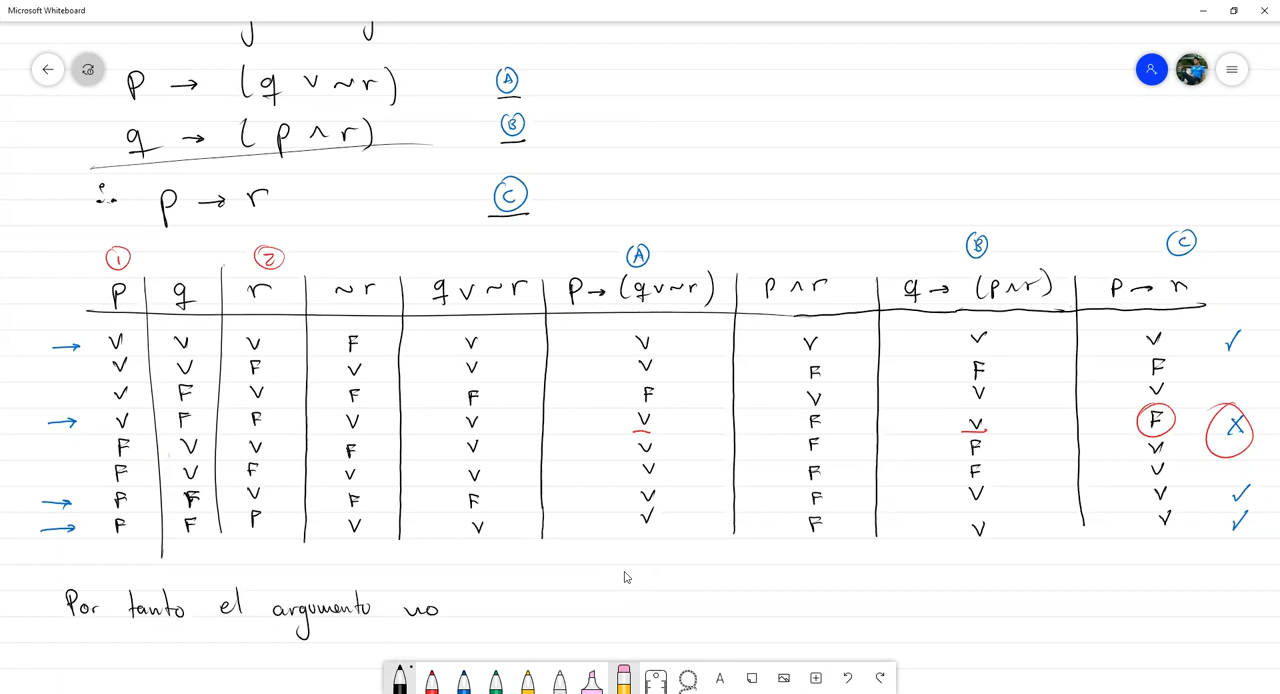 Microsoft Whiteboard
p → (q ∨ ~r) A
q → (p ∧ r) B
∴ p → r C
1 2 A B C
p q r ~r q ∨ ~r p → (q ∨ ~r) p ∧ r q → (p ∧ r) p → r
→ V V V F V V V V V ✓
V V F V V V F F F
V F V F F F V V V
→ V F F V V V F V F X
F V V F V V F F V
F V F V V V F F V
→ F F V F F V F V V ✓
→ F F F V V V F V V ✓
Por tanto el argumento no
A